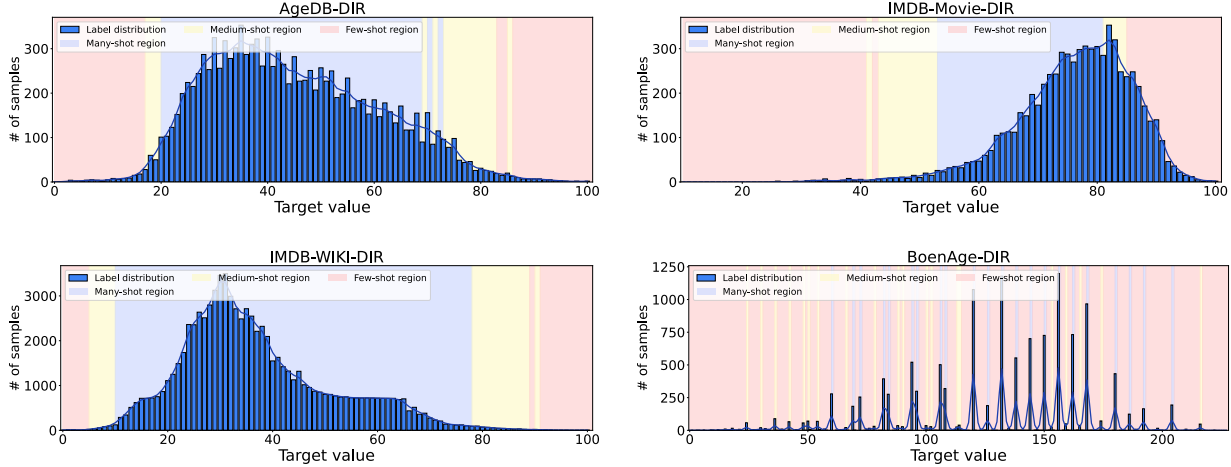 AgeDB-DIR
Label distribution
Medium-shot region
Few-shot region
Many-shot region
300
200
100
0
# of samples
0 20 40 60 80 100
Target value
IMDB-Movie-DIR
Label distribution
Medium-shot region
Few-shot region
Many-shot region
300
200
100
0
# of samples
20 40 60 80 100
Target value
IMDB-WIKI-DIR
Label distribution
Medium-shot region
Few-shot region
Many-shot region
3000
2000
1000
0
# of samples
0 20 40 60 80 100
Target value
BoenAge-DIR
Label distribution
Medium-shot region
Few-shot region
Many-shot region
1250
1000
750
500
250
0
# of samples
0 50 100 150 200
Target value